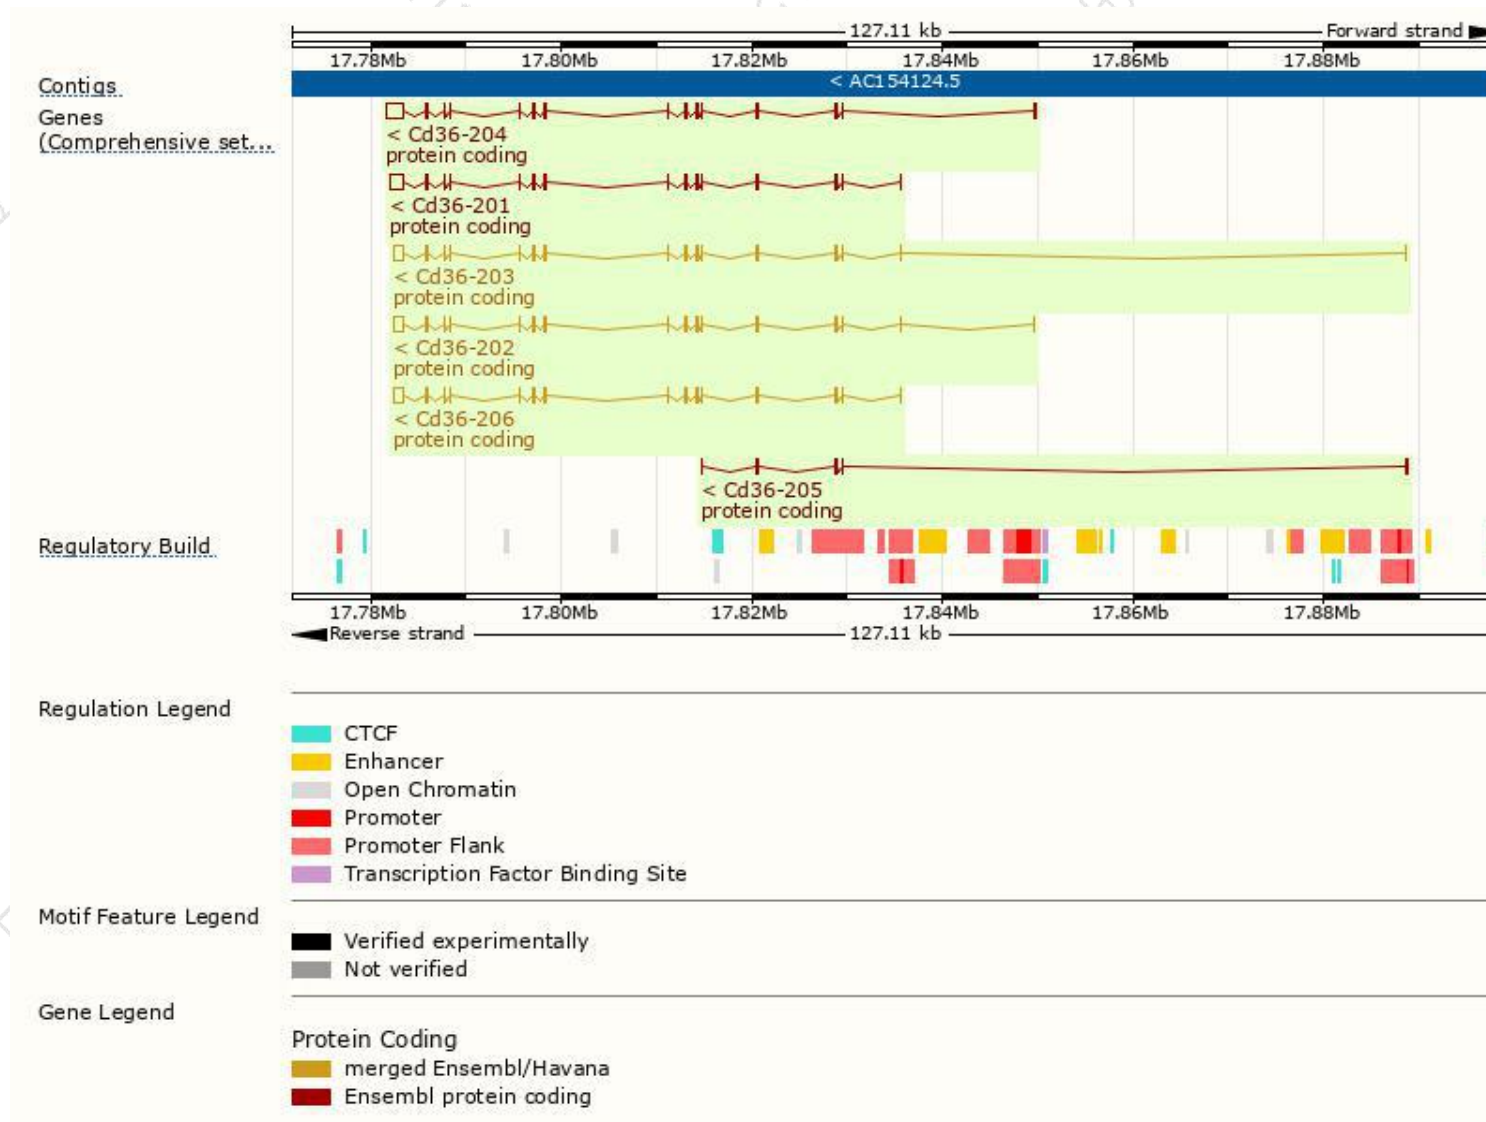 127.11 kb Forward strand
17.78Mb 17.80Mb 17.82Mb 17.84Mb 17.86Mb 17.88Mb
Contigs < AC154124.5
Genes
(Comprehensive set...
< Cd36-204
protein coding
< Cd36-201
protein coding
< Cd36-203
protein coding
< Cd36-202
protein coding
< Cd36-206
protein coding
< Cd36-205
protein coding
Regulatory Build
17.78Mb 17.80Mb 17.82Mb 17.84Mb 17.86Mb 17.88Mb
Reverse strand 127.11 kb
Regulation Legend
CTCF
Enhancer
Open Chromatin
Promoter
Promoter Flank
Transcription Factor Binding Site
Motif Feature Legend
Verified experimentally
Not verified
Gene Legend
Protein Coding
merged Ensembl/Havana
Ensembl protein coding